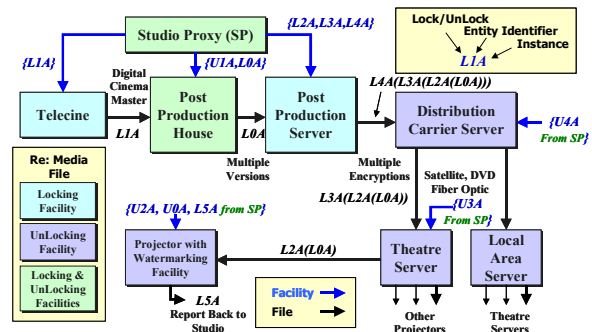 Studio Proxy (SP)
{L2A,L3A,L4A}
Lock/UnLock
Entity Identifier
Instance
L1A
{L1A}
{U1A,L0A}
Digital
Cinema
Master
L4A(L3A(L2A(L0A)))
Telecine
L1A
Post
Production
House
L0A
Post
Production
Server
Distribution
Carrier Server
{U4A
From SP}
Multiple
Versions
Multiple
Encryptions
Satellite, DVD
Fiber Optic
Re: Media
File
Locking
Facility
UnLocking
Facility
Locking &
UnLocking
Facilities
L3A(L2A(L0A))
{U2A, U0A, L5A from SP}
{U3A
From SP}
Projector with
Watermarking
Facility
L2A(L0A)
Theatre
Server
Local
Area
Server
L5A
Report Back to
Studio
Facility
File
Other
Projectors
Theatre
Servers